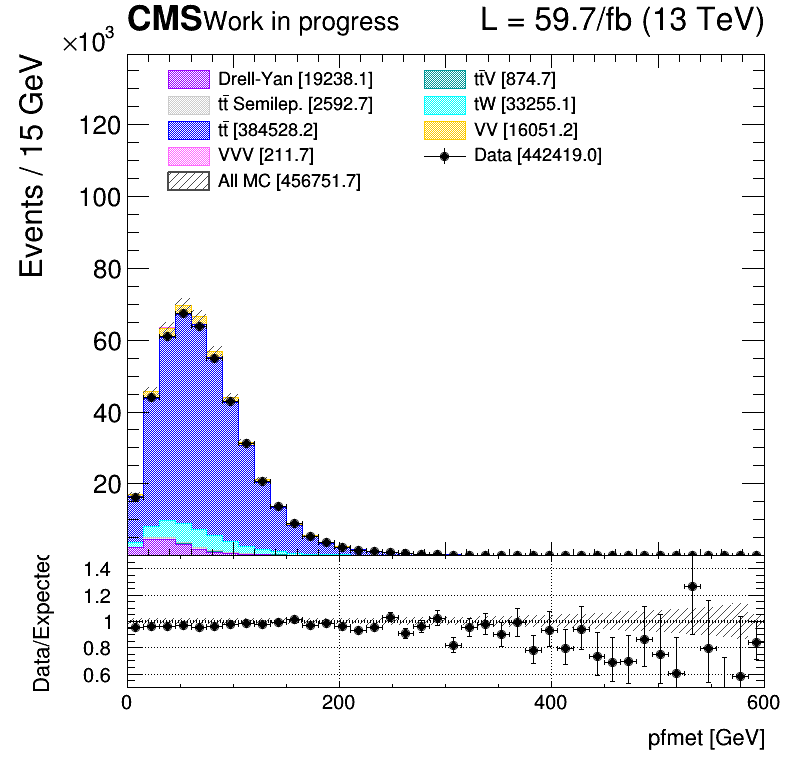 CMS Work in progress L = 59.7/fb (13 TeV)
×10³
Events / 15 GeV
Drell-Yan [19238.1]
tt̄ Semilep. [2592.7]
tt̄ [384528.2]
VVV [211.7]
All MC [456751.7]
tt̄V [874.7]
tW [33255.1]
VV [16051.2]
Data [442419.0]
120
100
80
60
40
20
Data/Expected
1.4
1.2
1
0.8
0.6
0 200 400 600
pfmet [GeV]